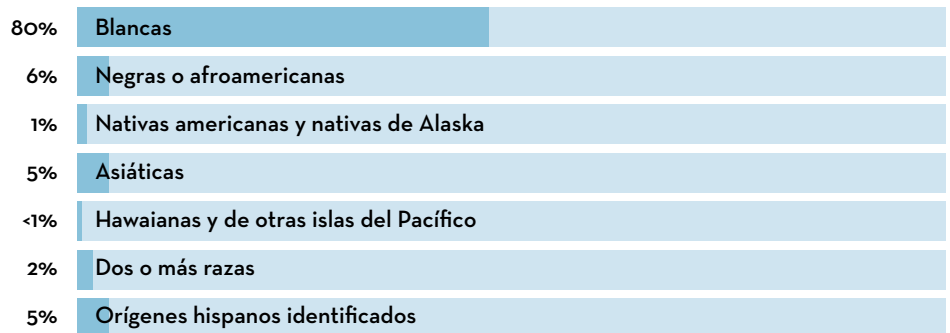 80% Blancas
6% Negras o afroamericanas
1% Nativas americanas y nativas de Alaska
5% Asiáticas
<1% Hawaianas y de otras islas del Pacífico
2% Dos o más razas
5% Orígenes hispanos identificados